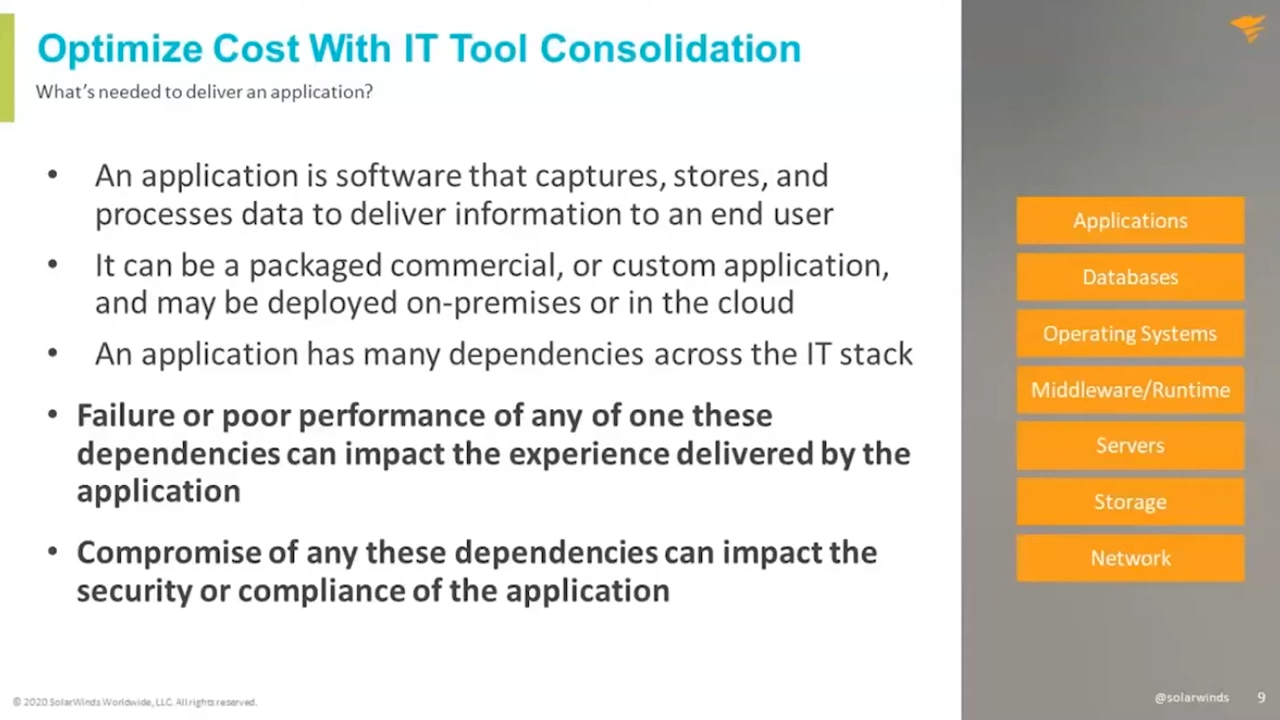 Optimize Cost With IT Tool Consolidation
What's needed to deliver an application?
• An application is software that captures, stores, and
processes data to deliver information to an end user
• It can be a packaged commercial, or custom application,
and may be deployed on-premises or in the cloud
• An application has many dependencies across the IT stack
• Failure or poor performance of any of one these
dependencies can impact the experience delivered by the
application
• Compromise of any these dependencies can impact the
security or compliance of the application
Applications
Databases
Operating Systems
Middleware/Runtime
Servers
Storage
Network
© 2020 SolarWinds Worldwide, LLC. All rights reserved.
@solarwinds 9